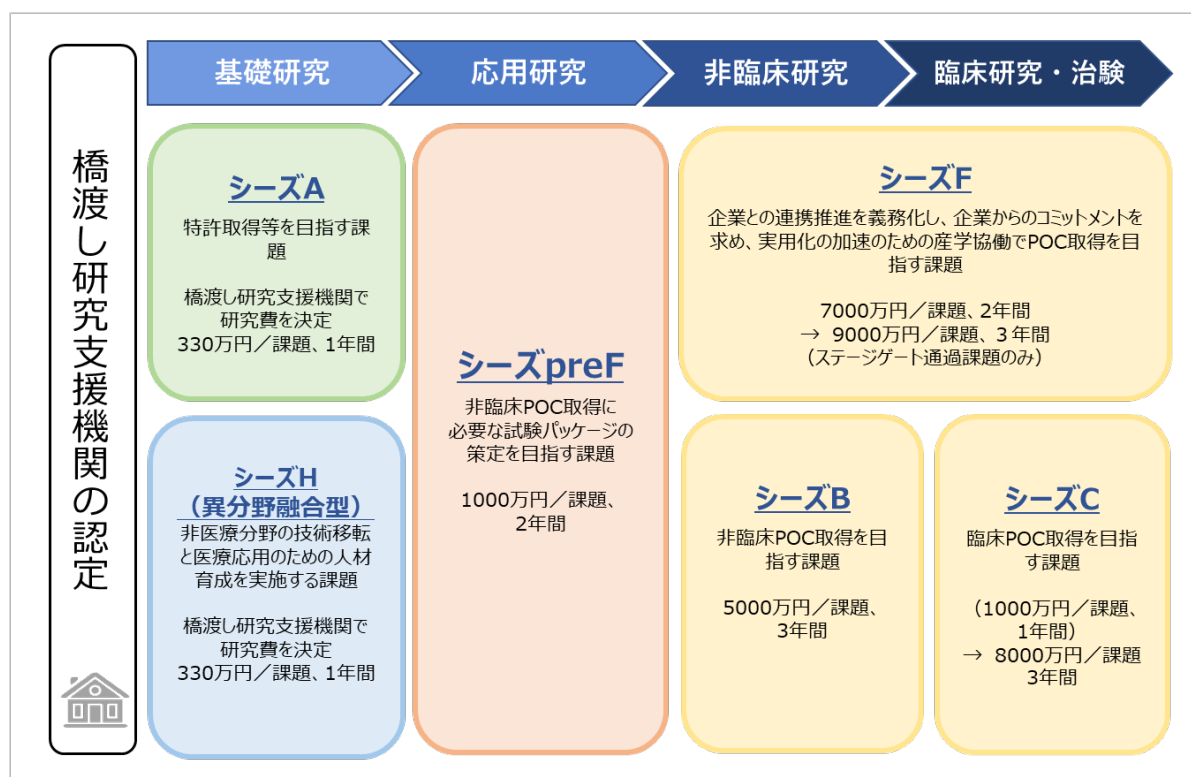 橋渡し研究支援機関の認定
基礎研究
応用研究
非臨床研究
臨床研究・治験
シーズA
特許取得等を目指す課
題
橋渡し研究支援機関で
研究費を決定
330万円／課題、1年間
シーズH
（異分野融合型）
非医療分野の技術移転
と医療応用のための人材
育成を実施する課題
橋渡し研究支援機関で
研究費を決定
330万円／課題、1年間
シーズpreF
非臨床POC取得に
必要な試験パッケージの
策定を目指す課題
1000万円／課題、
2年間
シーズF
企業との連携推進を義務化し、企業からのコミットメントを
求め、実用化の加速のための産学協働でPOC取得を目
指す課題
7000万円／課題、2年間
→ 9000万円／課題、３年間
（ステージゲート通過課題のみ）
シーズB
非臨床POC取得を目
指す課題
5000万円／課題、
3年間
シーズC
臨床POC取得を目指
す課題
（1000万円／課題、
1年間）
→ 8000万円／課題
3年間